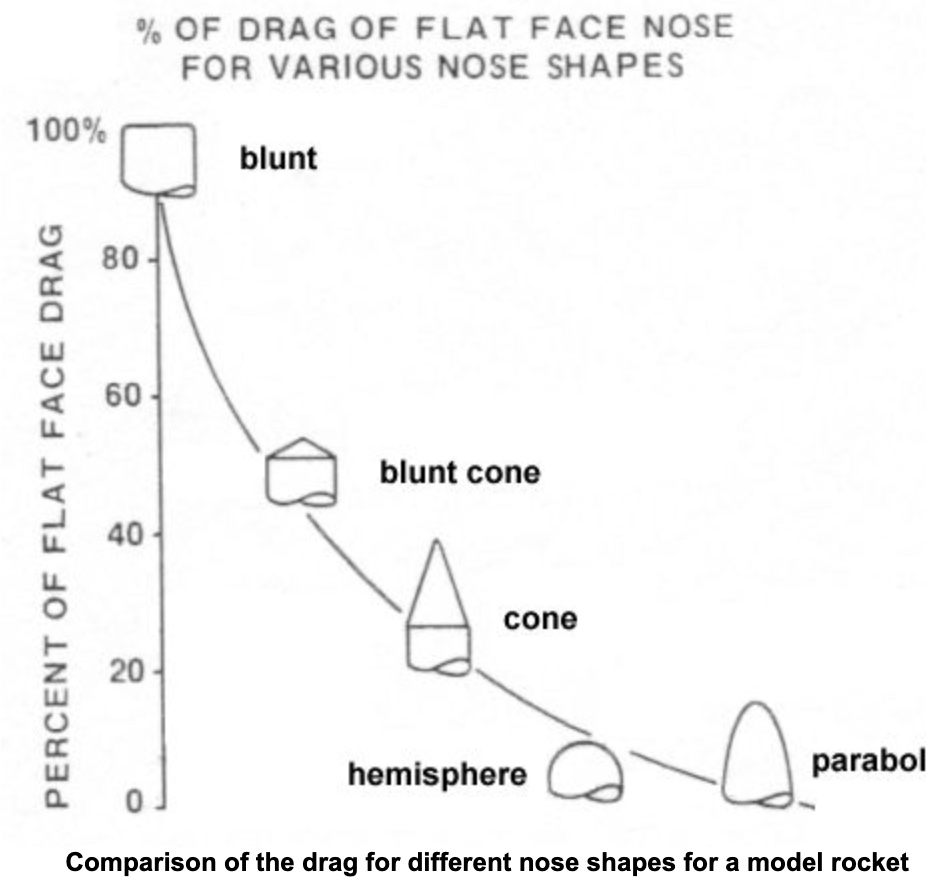 % OF DRAG OF FLAT FACE NOSE
FOR VARIOUS NOSE SHAPES
100%
blunt
80
60
blunt cone
40
cone
20
hemisphere
parabol
0
PERCENT OF FLAT FACE DRAG
Comparison of the drag for different nose shapes for a model rocket